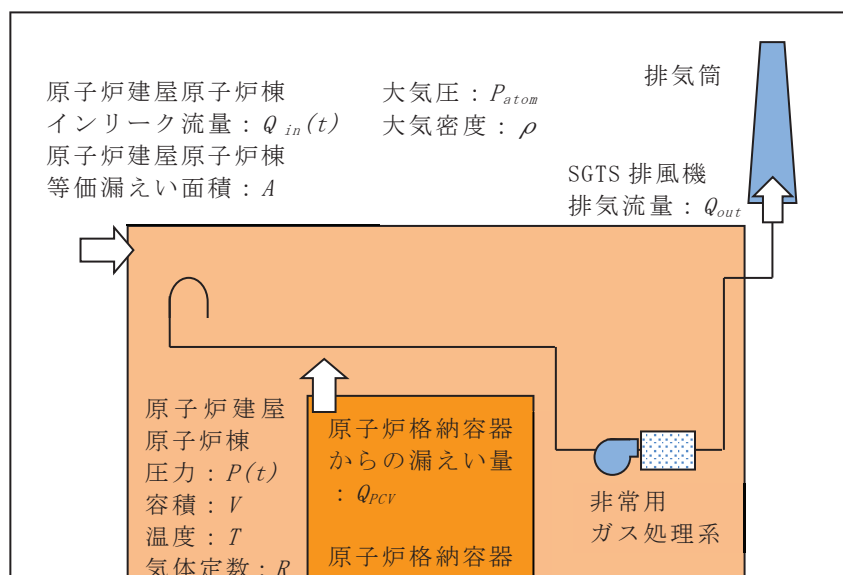 原子炉建屋原子炉棟
インリーク流量：Q in(t)
原子炉建屋原子炉棟
等価漏えい面積：A
大気圧：Patom
大気密度：ρ
排気筒
SGTS 排風機
排気流量：Qout
原子炉建屋
原子炉棟
圧力：P(t)
容積：V
温度：T
気体定数：R
原子炉格納容器
からの漏えい量
：QPCV
原子炉格納容器
非常用
ガス処理系